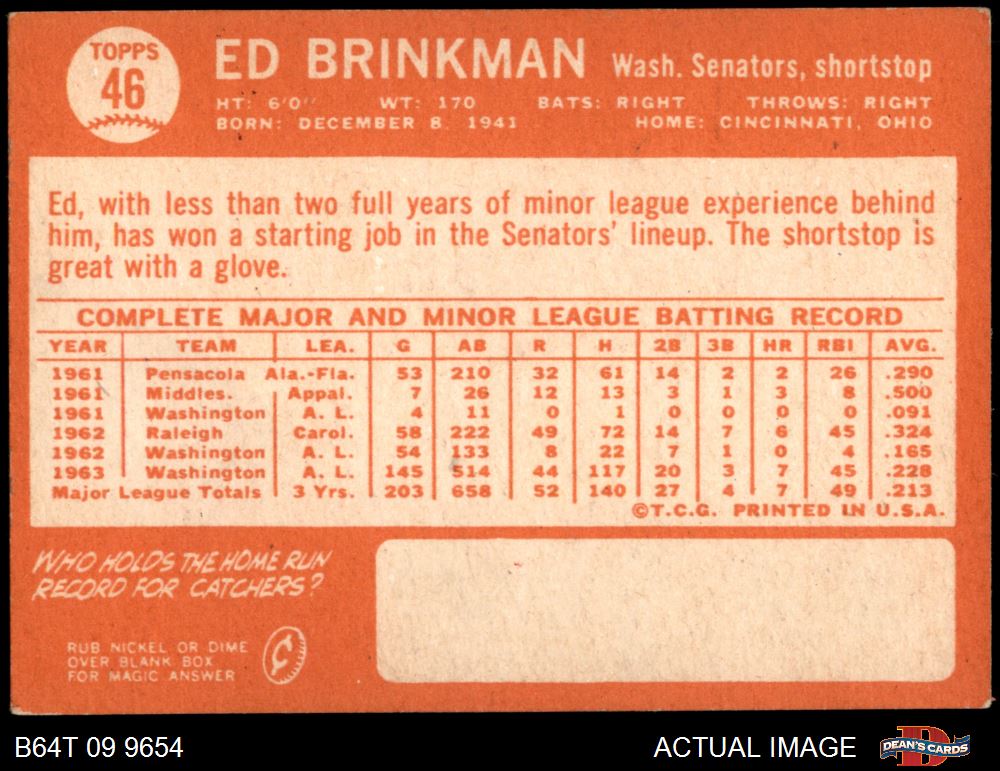 TOPPS
46
ED BRINKMAN Wash. Senators, shortstop
HT: 6'0" WT: 170 BATS: RIGHT THROWS: RIGHT
BORN: DECEMBER 8, 1941 HOME: CINCINNATI, OHIO
Ed, with less than two full years of minor league experience behind
him, has won a starting job in the Senators' lineup. The shortstop is
great with a glove.
COMPLETE MAJOR AND MINOR LEAGUE BATTING RECORD
YEAR TEAM LEA. G AB R H 2B 3B HR RBI AVG.
1961 Pensacola Ala.-Fla. 53 210 32 61 14 2 2 26 .290
1961 Middles. Appal. 7 26 12 13 3 1 3 8 .500
1961 Washington A. L. 4 11 0 1 0 0 0 0 .091
1962 Raleigh Carol. 58 222 49 72 14 7 6 45 .324
1962 Washington A. L. 54 133 8 22 7 1 0 4 .165
1963 Washington A. L. 145 514 44 117 20 3 7 45 .228
Major League Totals 3 Yrs. 203 658 52 140 27 4 7 49 .213
©T.C.G. PRINTED IN U.S.A.
WHO HOLDS THE HOME RUN
RECORD FOR CATCHERS?
RUB NICKEL OR DIME
OVER BLANK BOX
FOR MAGIC ANSWER
¢
B64T 09 9654 ACTUAL IMAGE DEAN'S CARDS